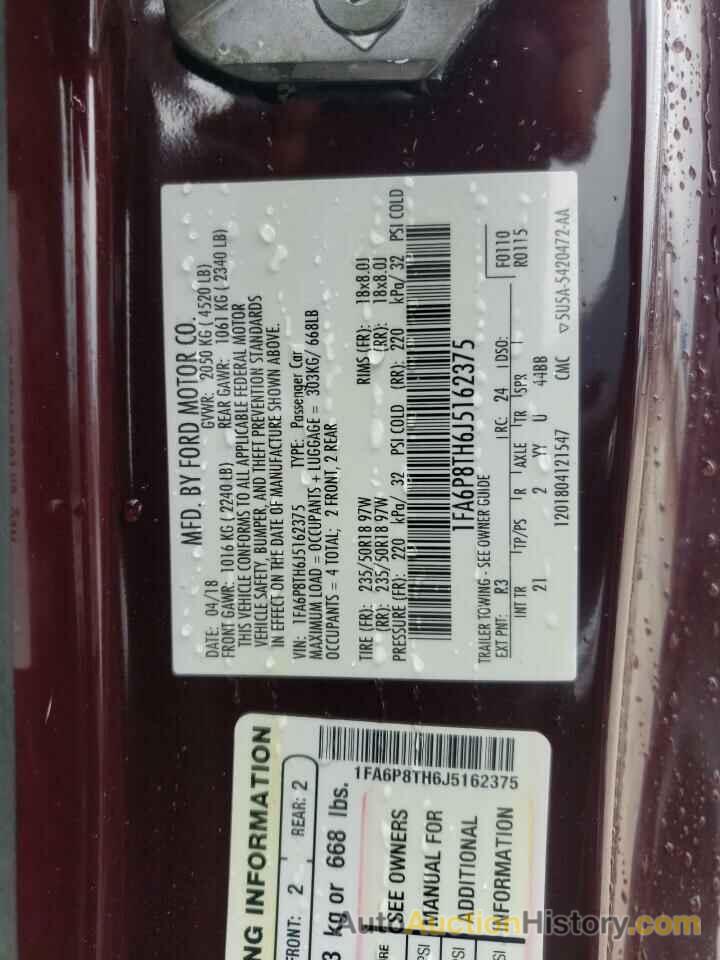 MFD. BY FORD MOTOR CO.
DATE: 04/18 GVWR: 2050 KG ( 4520 LB)
FRONT GAWR: 1016 KG ( 2240 LB) REAR GAWR: 1061 KG ( 2340 LB)
THIS VEHICLE CONFORMS TO ALL APPLICABLE FEDERAL MOTOR
VEHICLE SAFETY, BUMPER, AND THEFT PREVENTION STANDARDS
IN EFFECT ON THE DATE OF MANUFACTURE SHOWN ABOVE.
VIN: 1FA6P8TH6J5162375 TYPE: Passenger Car
MAXIMUM LOAD = OCCUPANTS + LUGGAGE = 303KG/ 668LB
OCCUPANTS = 4 TOTAL; 2 FRONT, 2 REAR
TIRE (FR): 235/50R18 97W RIMS (FR): 18x8.0J
(RR): 235/50R18 97W (RR): 18x8.0J
PRESSURE (FR): 220 kPa/ 32 PSI COLD (RR): 220 kPa/ 32 PSI COLD
1FA6P8TH6J5162375
TRAILER TOWING - SEE OWNER GUIDE
EXT PNT: R3 RC: 24 DSO: F0110
R0115
INT TR TP/PS R AXLE TR SPR
21 2 YY U 44BB
1201804121547 CMC ▽5U5A-5420472-AA
NG INFORMATION
FRONT: 2 REAR: 2
3 kg or 668 lbs.
1FA6P8TH6J5162375
SEE OWNERS
MANUAL FOR
ADDITIONAL
INFORMATION
URE
PSI
PSI
PSI
AutoAuctionHistory.com